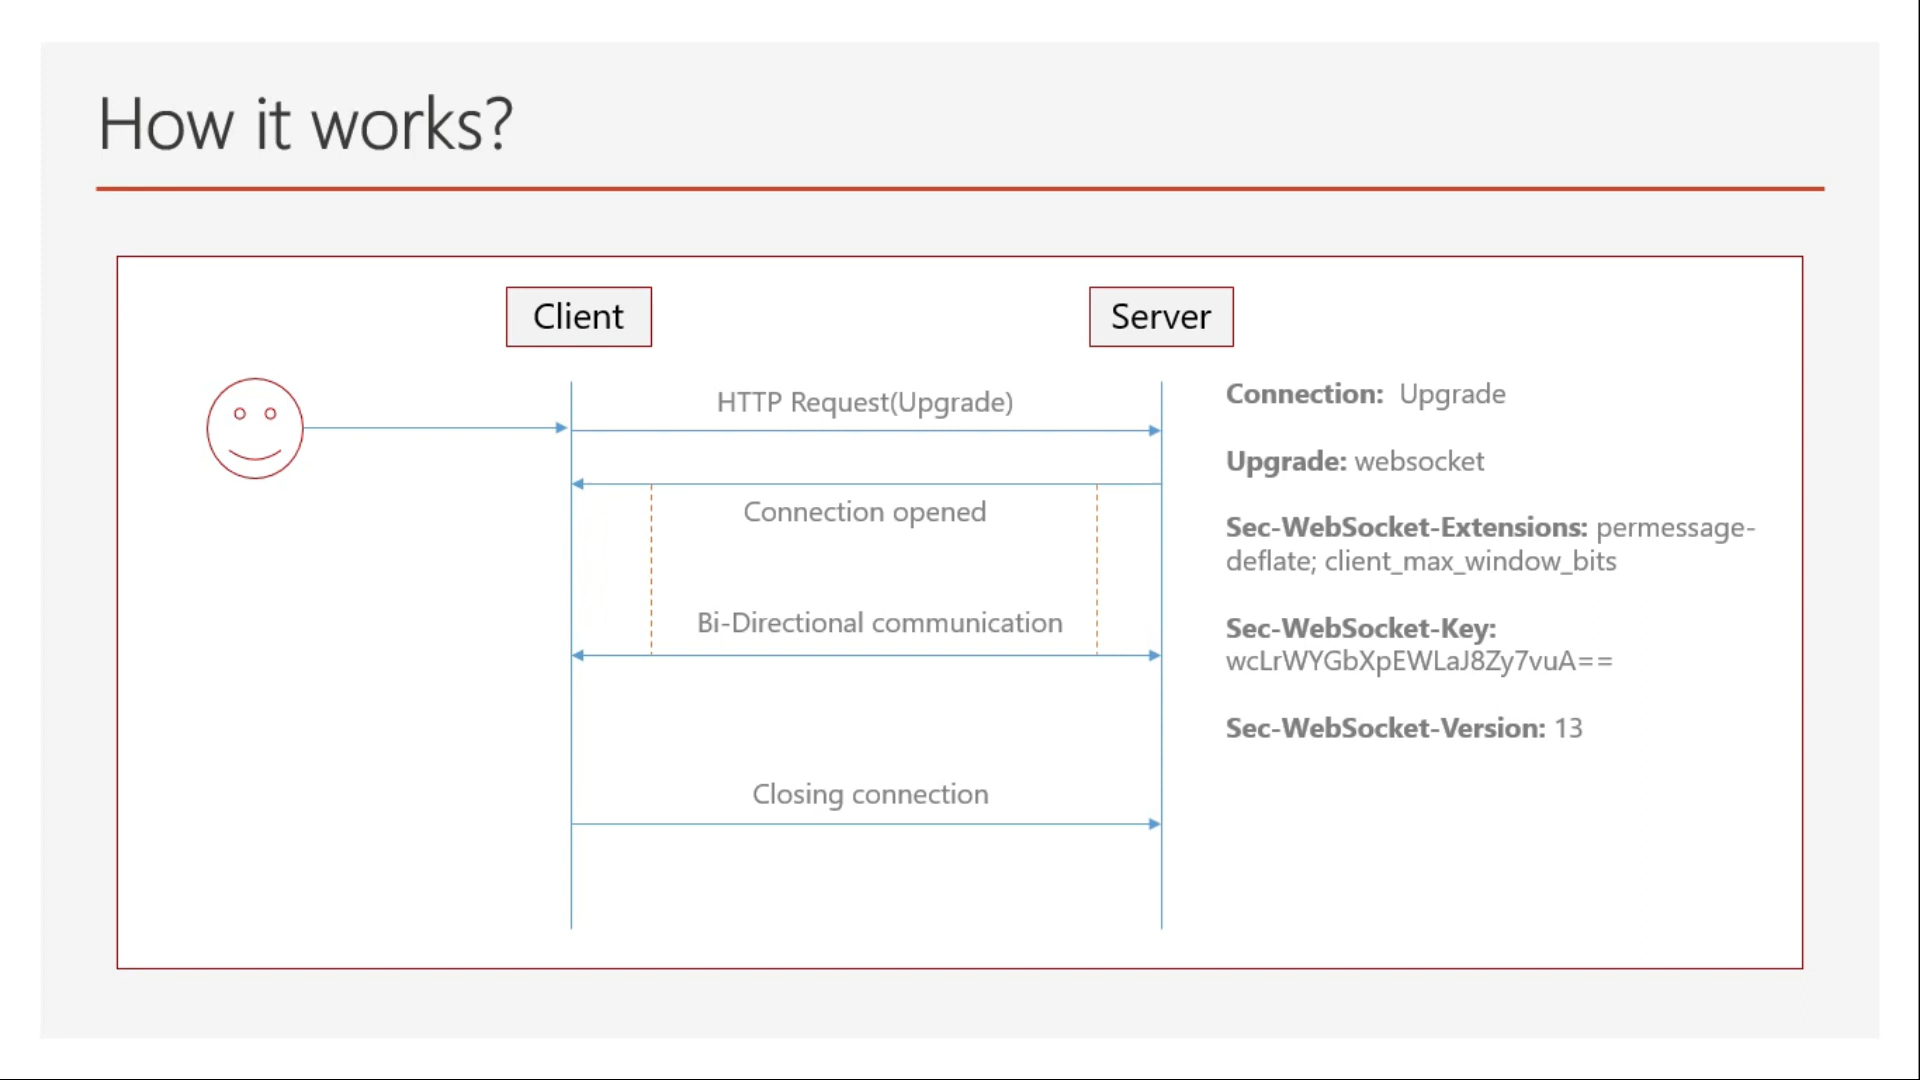 How it works?
Client
Server
HTTP Request(Upgrade)
Connection opened
Bi-Directional communication
Closing connection
Connection: Upgrade
Upgrade: websocket
Sec-WebSocket-Extensions: permessage-
deflate; client_max_window_bits
Sec-WebSocket-Key:
wcLrWYGbXpEWLaJ8Zy7vuA==
Sec-WebSocket-Version: 13